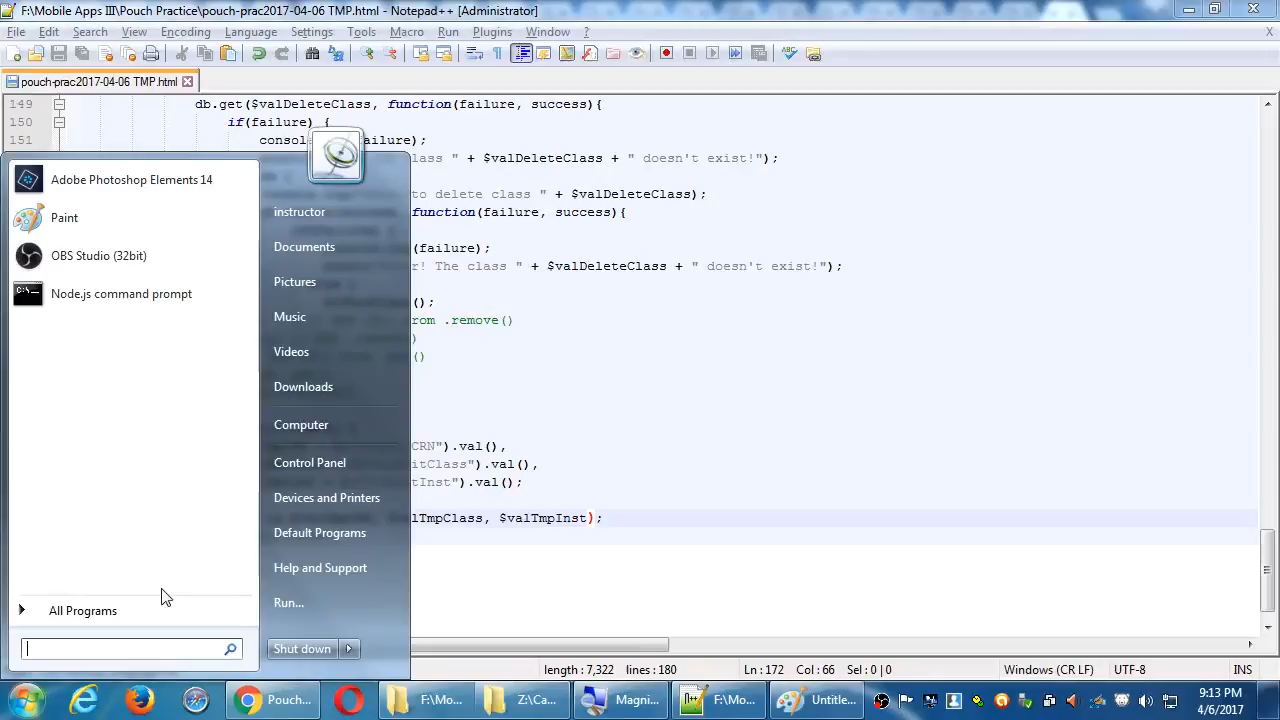 F:\Mobile Apps III\Pouch Practice\pouch-prac2017-04-06 TMP.html - Notepad++ [Administrator]
File Edit Search View Encoding Language Settings Tools Macro Run Plugins Window ? X
pouch-prac2017-04-06 TMP.html
149 db.get($valDeleteClass, function(failure, success){
150 if(failure) {
151 failure);
class " + $valDeleteClass + " doesn't exist!");
to delete class " + $valDeleteClass);
function(failure, success){
(failure);
! The class " + $valDeleteClass + " doesn't exist!");
();
from .remove()
)
()
CRN").val(),
itClass").val(),
tInst").val();
lTmpClass, $valTmpInst);
Adobe Photoshop Elements 14
Paint
OBS Studio (32bit)
Node.js command prompt
All Programs
instructor
Documents
Pictures
Music
Videos
Downloads
Computer
Control Panel
Devices and Printers
Default Programs
Help and Support
Run...
Shut down
length : 7,322 lines : 180 Ln : 172 Col : 66 Sel : 0 | 0 Windows (CR LF) UTF-8 INS
Pouch... F:\Mo... Z:\Ca... Magni... F:\Mo... Untitle...
9:13 PM
4/6/2017